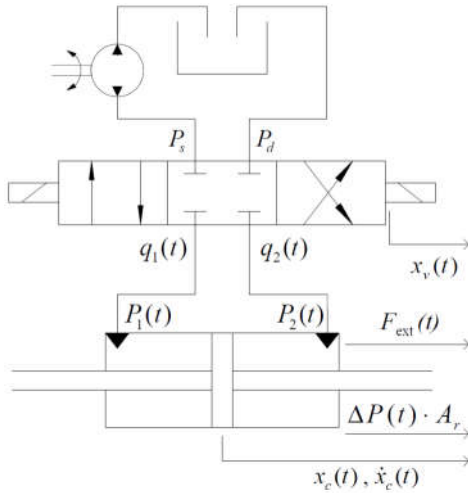 P_s
P_d
q_1(t)
q_2(t)
x_v(t)
P_1(t)
P_2(t)
F_ext(t)
ΔP(t) · A_r
x_c(t) , ẋ_c(t)